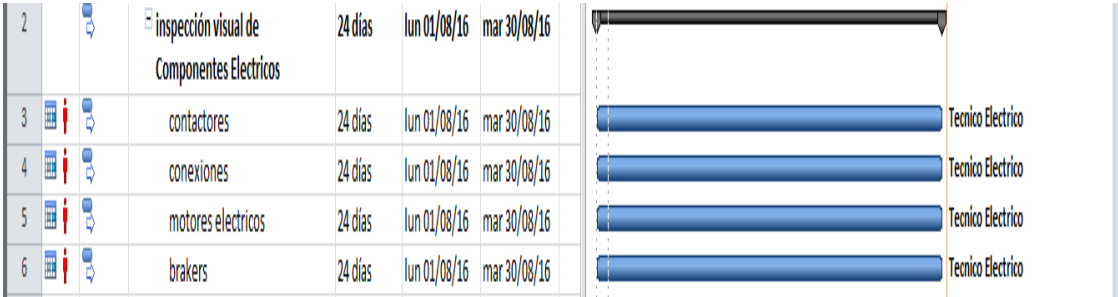 2 inspección visual de 24 días lun 01/08/16 mar 30/08/16
Componentes Electricos
3 contactores 24 días lun 01/08/16 mar 30/08/16 Tecnico Electrico
4 conexiones 24 días lun 01/08/16 mar 30/08/16 Tecnico Electrico
5 motores electricos 24 días lun 01/08/16 mar 30/08/16 Tecnico Electrico
6 brakers 24 días lun 01/08/16 mar 30/08/16 Tecnico Electrico